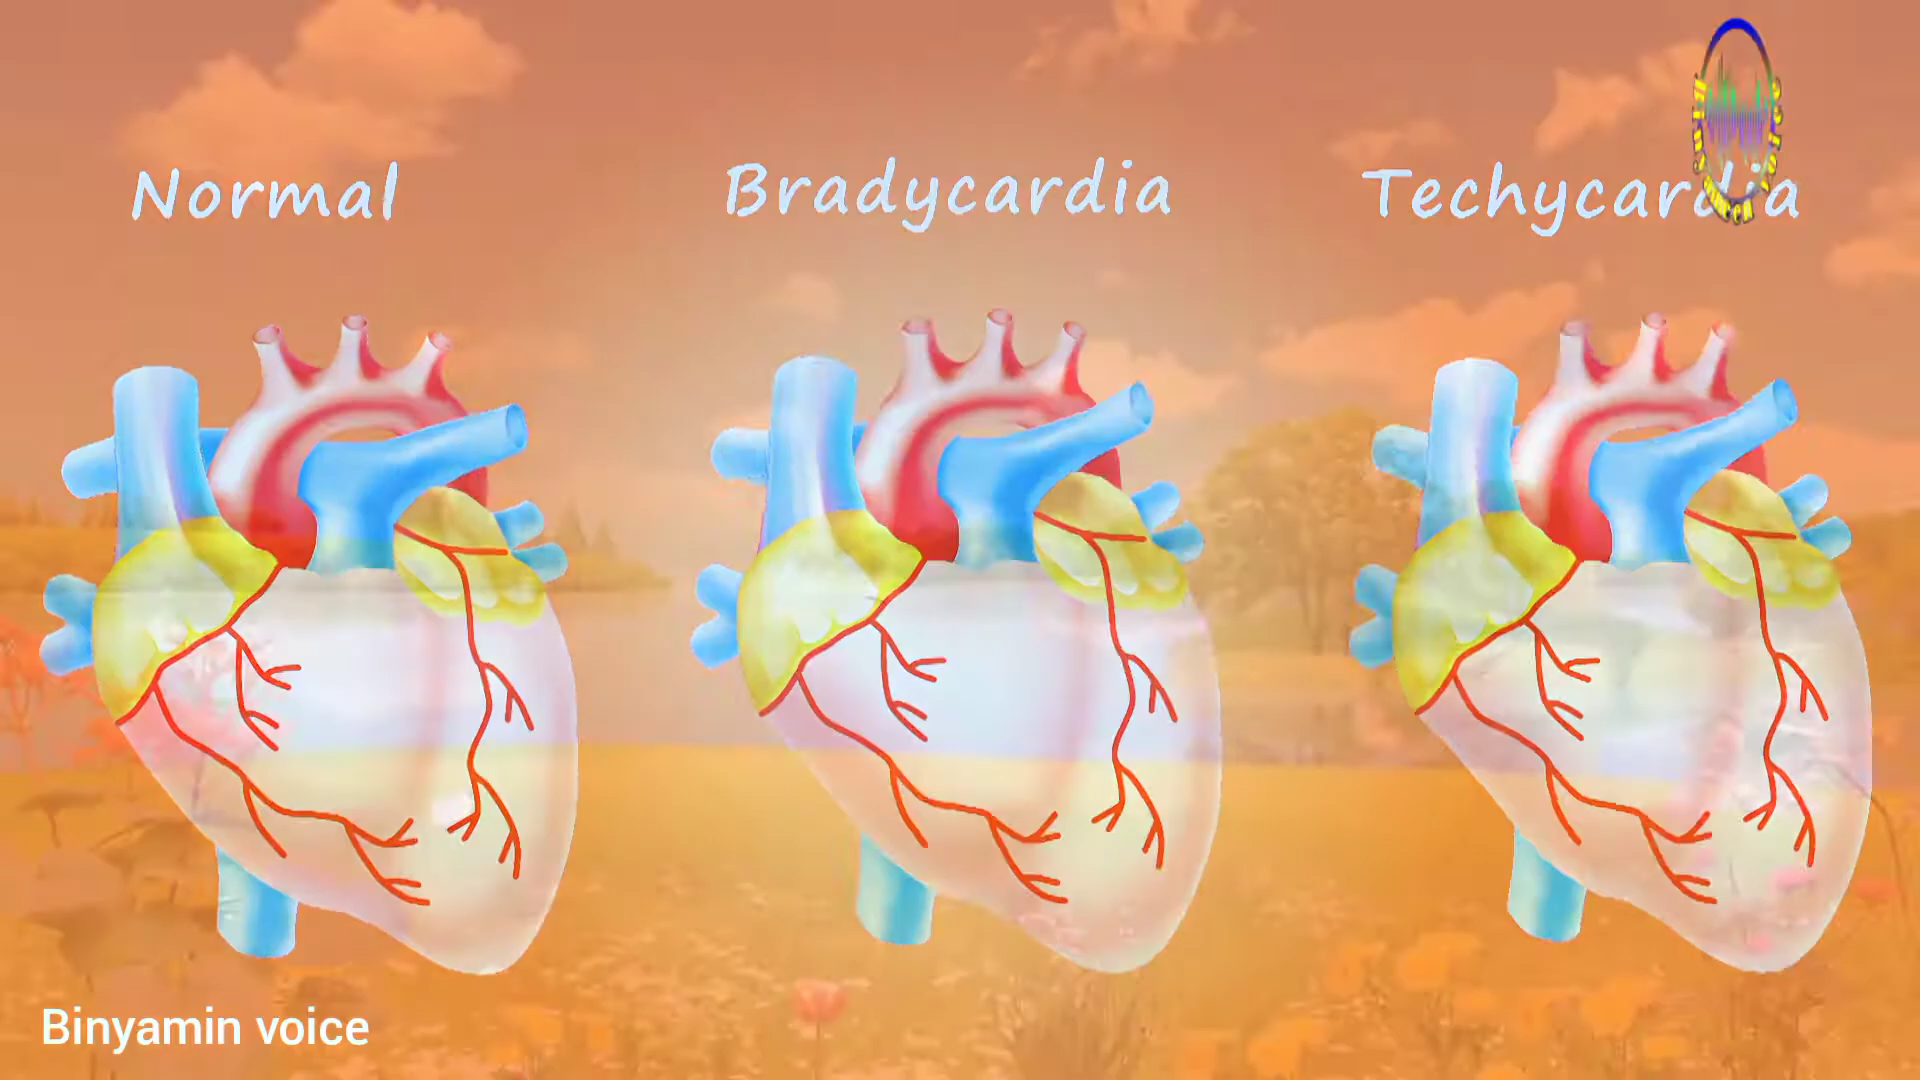 Normal
Bradycardia
Techycardia
Binyamin voice